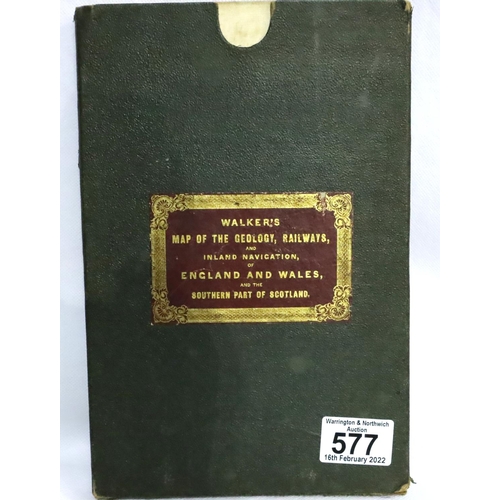 WALKER'S
MAP OF THE GEOLOGY, RAILWAYS,
AND
INLAND NAVIGATION,
OF
ENGLAND AND WALES,
AND THE
SOUTHERN PART OF SCOTLAND.
Warrington & Northwich
Auction
577
16th February 2022